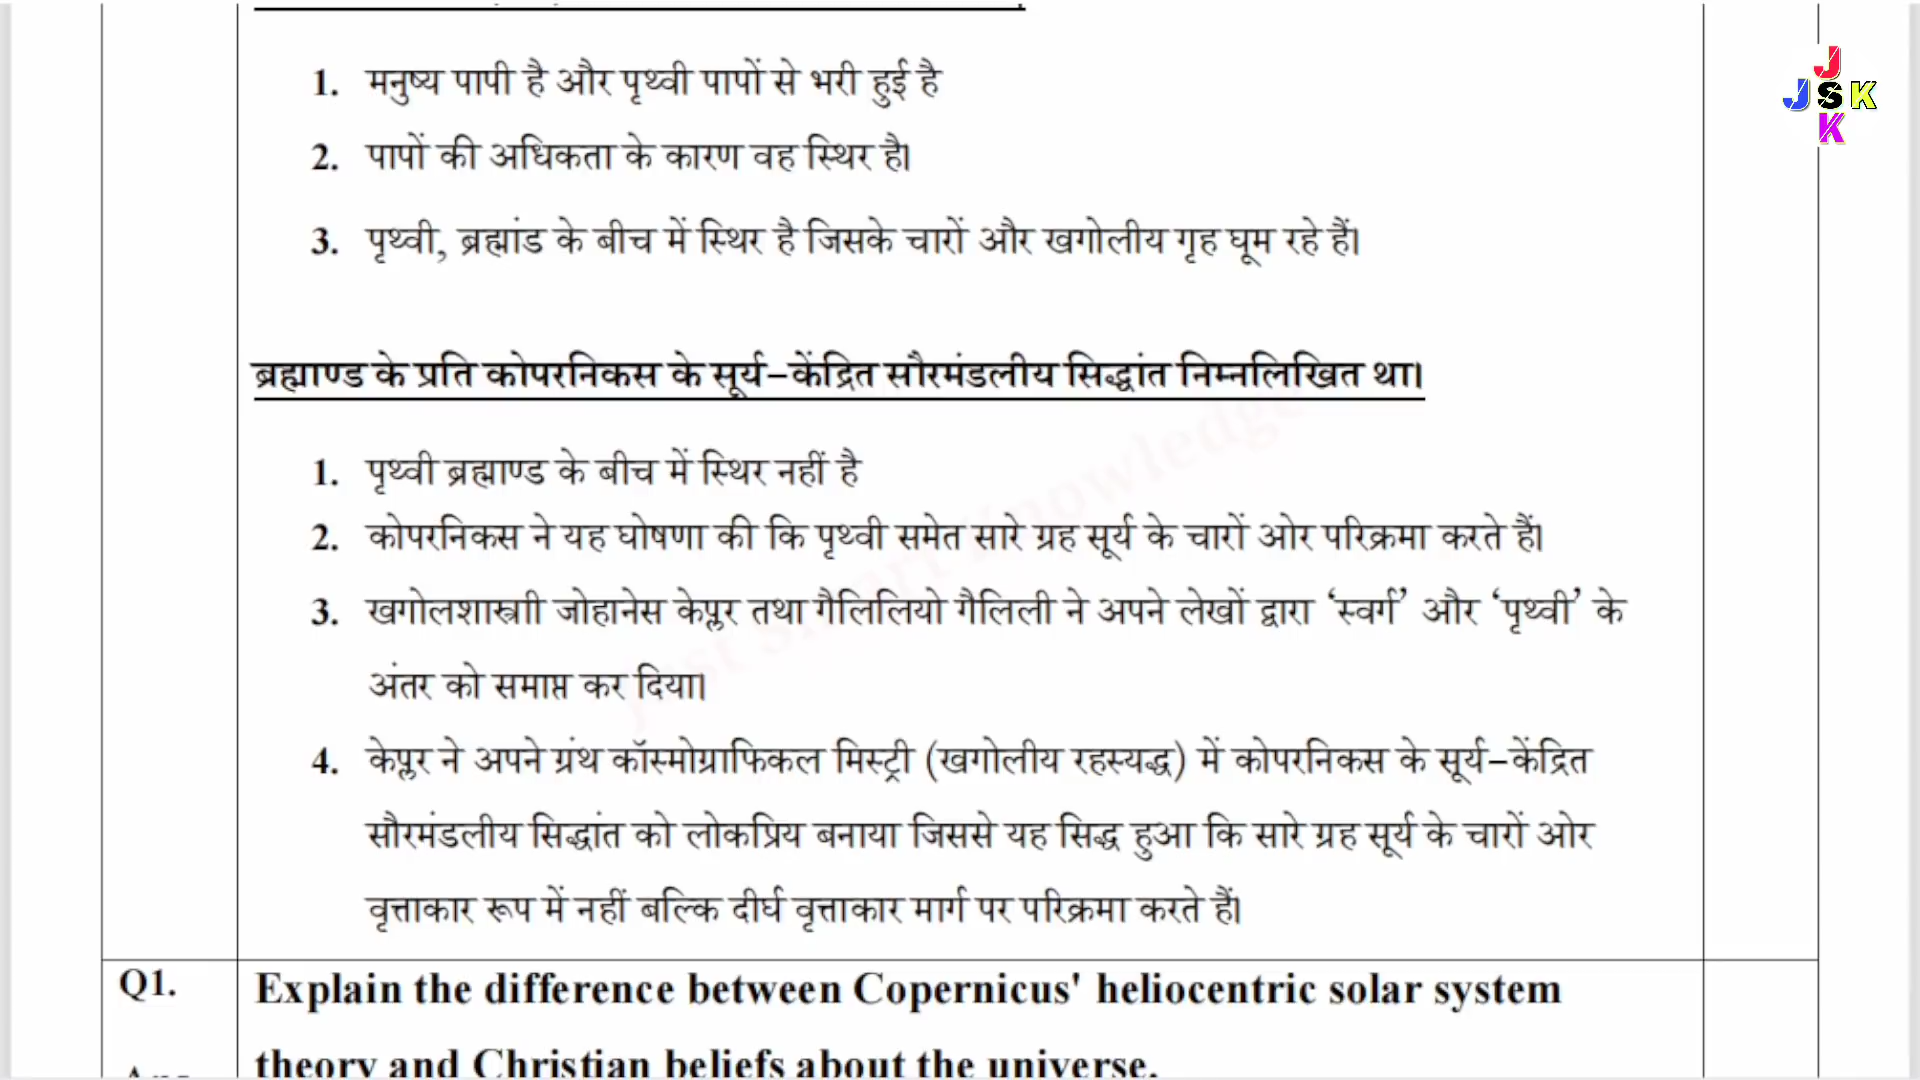 1. मनुष्य पापी है और पृथ्वी पापों से भरी हुई है
2. पापों की अधिकता के कारण वह स्थिर है।
3. पृथ्वी, ब्रह्मांड के बीच में स्थिर है जिसके चारों और खगोलीय गृह घूम रहे हैं।
ब्रह्माण्ड के प्रति कोपरनिकस के सूर्य–केंद्रित सौरमंडलीय सिद्धांत निम्नलिखित था।
1. पृथ्वी ब्रह्माण्ड के बीच में स्थिर नहीं है
2. कोपरनिकस ने यह घोषणा की कि पृथ्वी समेत सारे ग्रह सूर्य के चारों ओर परिक्रमा करते हैं।
3. खगोलशास्त्राी जोहानेस केप्लर तथा गैलिलियो गैलिली ने अपने लेखों द्वारा ‘स्वर्ग’ और ‘पृथ्वी’ के
अंतर को समाप्त कर दिया।
4. केप्लर ने अपने ग्रंथ कॉस्मोग्राफिकल मिस्ट्री (खगोलीय रहस्यद्ध) में कोपरनिकस के सूर्य–केंद्रित
सौरमंडलीय सिद्धांत को लोकप्रिय बनाया जिससे यह सिद्ध हुआ कि सारे ग्रह सूर्य के चारों ओर
वृत्ताकार रूप में नहीं बल्कि दीर्घ वृत्ताकार मार्ग पर परिक्रमा करते हैं।
Q1. Explain the difference between Copernicus' heliocentric solar system
theory and Christian beliefs about the universe.
J
J S K
K
just smart knowledge